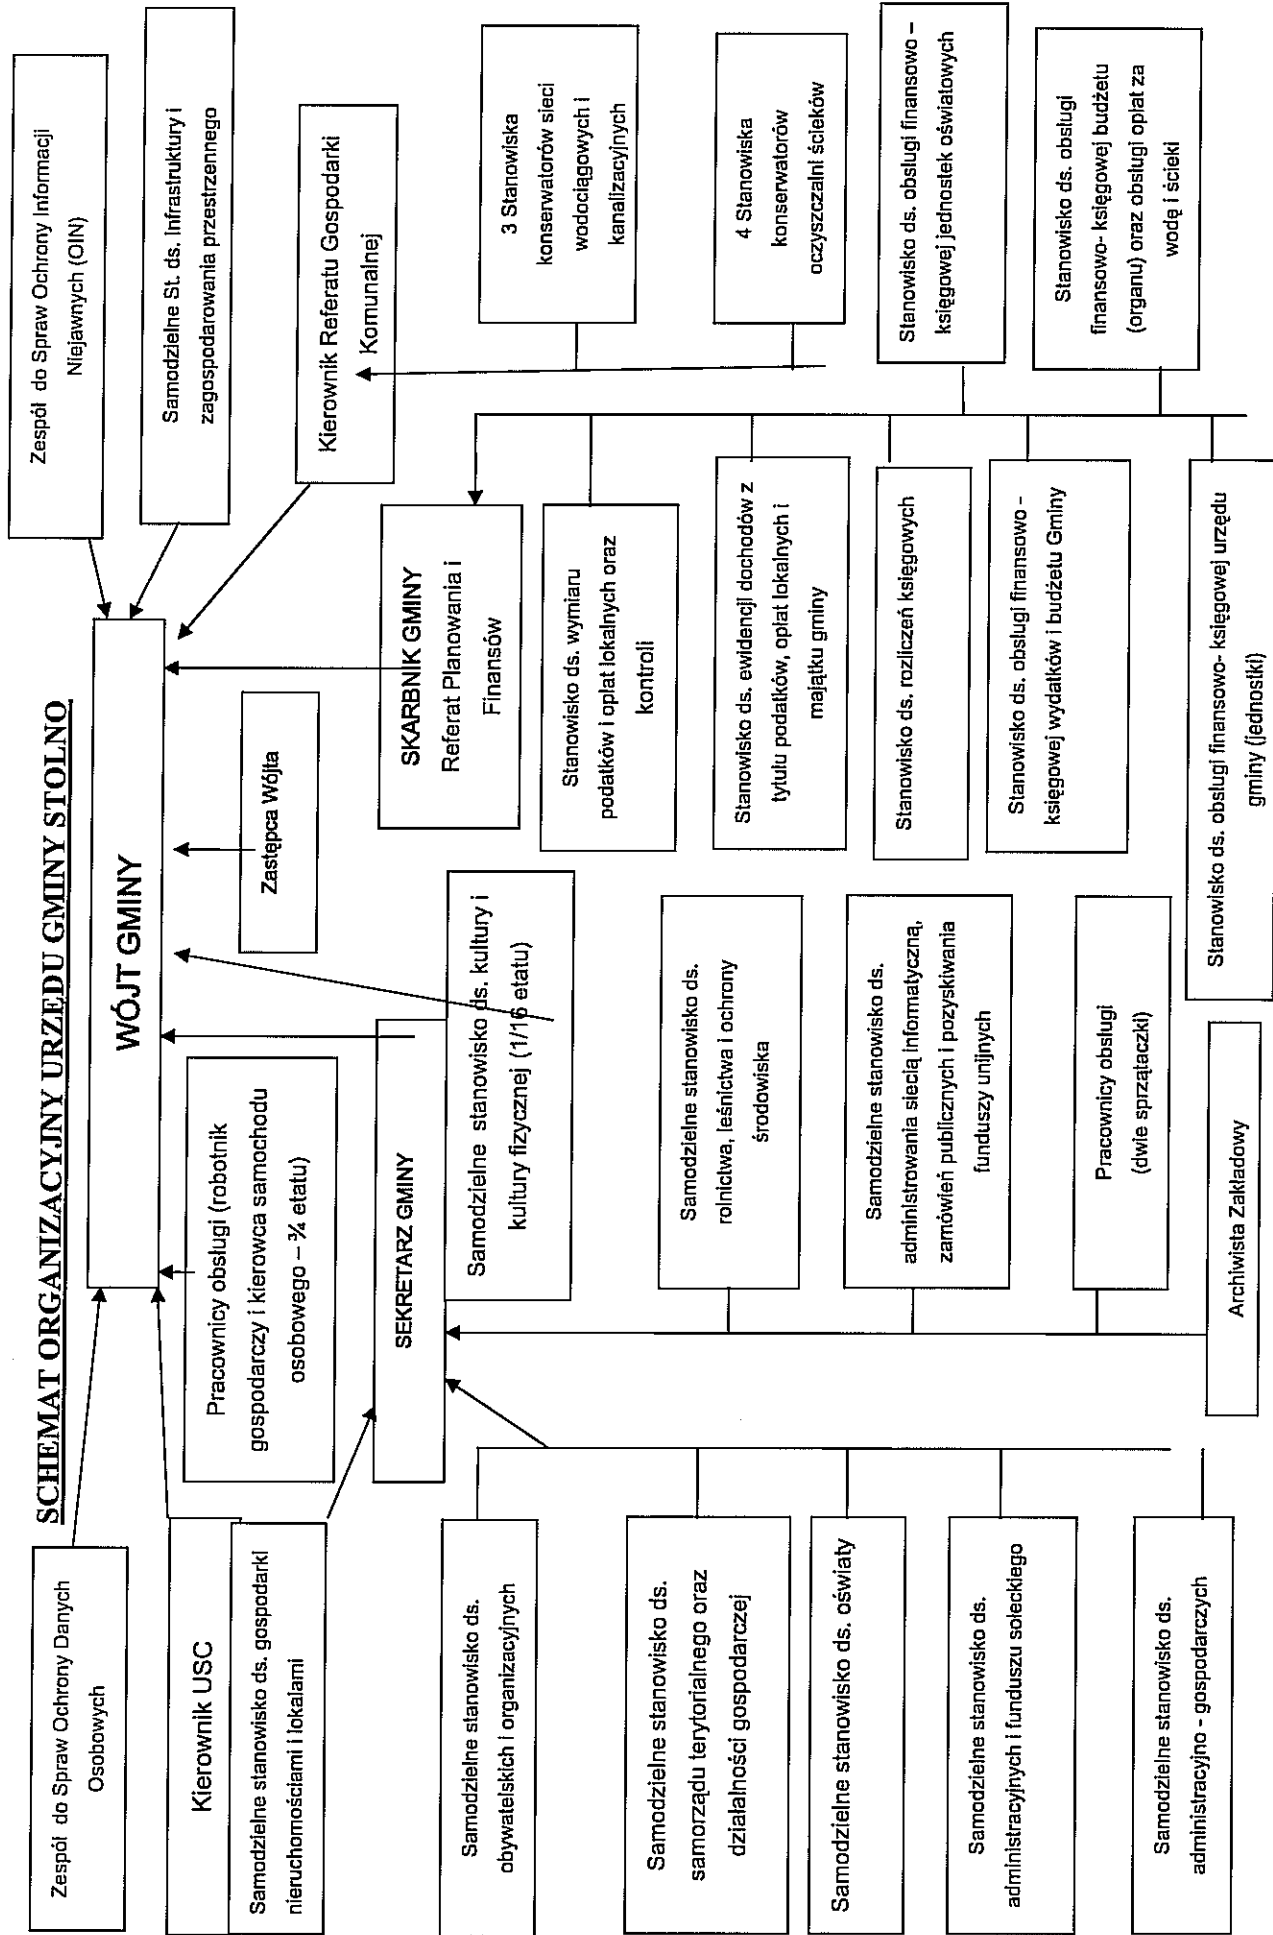 SCHEMAT ORGANIZACYJNY URZĘDU GMINY STOLNO
WÓJT GMINY
Zespół do Spraw Ochrony Danych
Osobowych
Kierownik USC
Samodzielne stanowisko ds. gospodarki
nieruchomościami i lokalami
Pracownicy obsługi (robotnik
gospodarczy i kierowca samochodu
osobowego – ¾ etatu)
Zastępca Wójta
Zespół do Spraw Ochrony Informacji
Niejawnych (OIN)
Samodzielne St. ds. Infrastruktury i
zagospodarowania przestrzennego
Kierownik Referatu Gospodarki
Komunalnej
SEKRETARZ GMINY
Samodzielne stanowisko ds. kultury i
kultury fizycznej (1/16 etatu)
SKARBNIK GMINY
Referat Planowania i
Finansów
Samodzielne stanowisko ds.
obywatelskich i organizacyjnych
Samodzielne stanowisko ds.
samorządu terytorialnego oraz
działalności gospodarczej
Samodzielne stanowisko ds. oświaty
Samodzielne stanowisko ds.
administracyjnych i funduszu sołeckiego
Samodzielne stanowisko ds.
administracyjno - gospodarczych
Samodzielne stanowisko ds.
rolnictwa, leśnictwa i ochrony
środowiska
Samodzielne stanowisko ds.
administrowania siecią informatyczną,
zamówień publicznych i pozyskiwania
funduszy unijnych
Pracownicy obsługi
(dwie sprzątaczki)
Archiwista Zakładowy
Stanowisko ds. wymiaru
podatków i opłat lokalnych oraz
kontroli
Stanowisko ds. ewidencji dochodów z
tytułu podatków, opłat lokalnych i
majątku gminy
Stanowisko ds. rozliczeń księgowych
Stanowisko ds. obsługi finansowo -
księgowej wydatków i budżetu Gminy
Stanowisko ds. obsługi finansowo- księgowej urzędu
gminy (jednostki)
3 Stanowiska
konserwatorów sieci
wodociągowych i
kanalizacyjnych
4 Stanowiska
konserwatorów
oczyszczalni ścieków
Stanowisko ds. obsługi finansowo –
księgowej jednostek oświatowych
Stanowisko ds. obsługi
finansowo- księgowej budżetu
(organu) oraz obsługi opłat za
wodę i ścieki